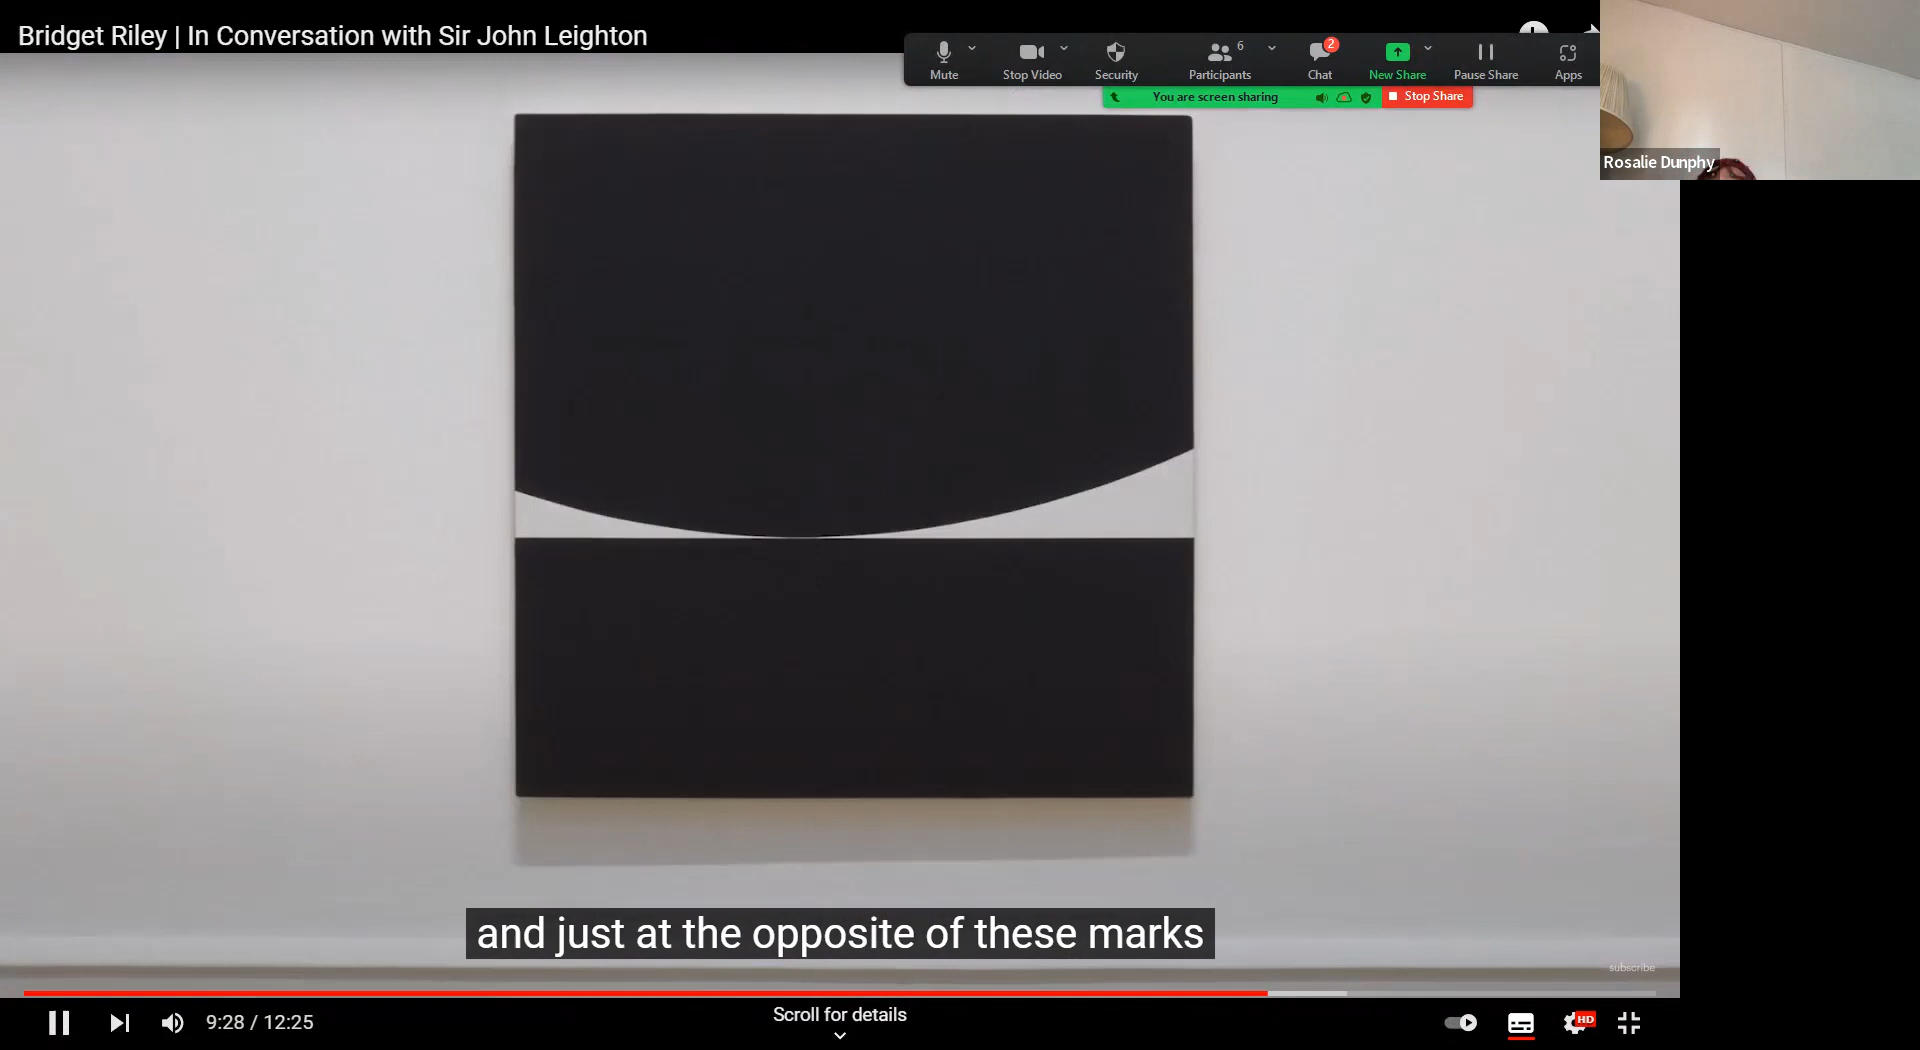 Bridget Riley | In Conversation with Sir John Leighton
Mute
Stop Video
Security
6
Participants
2
Chat
New Share
Pause Share
Apps
You are screen sharing
Stop Share
Rosalie Dunphy
and just at the opposite of these marks
subscribe
9:28 / 12:25
Scroll for details
HD